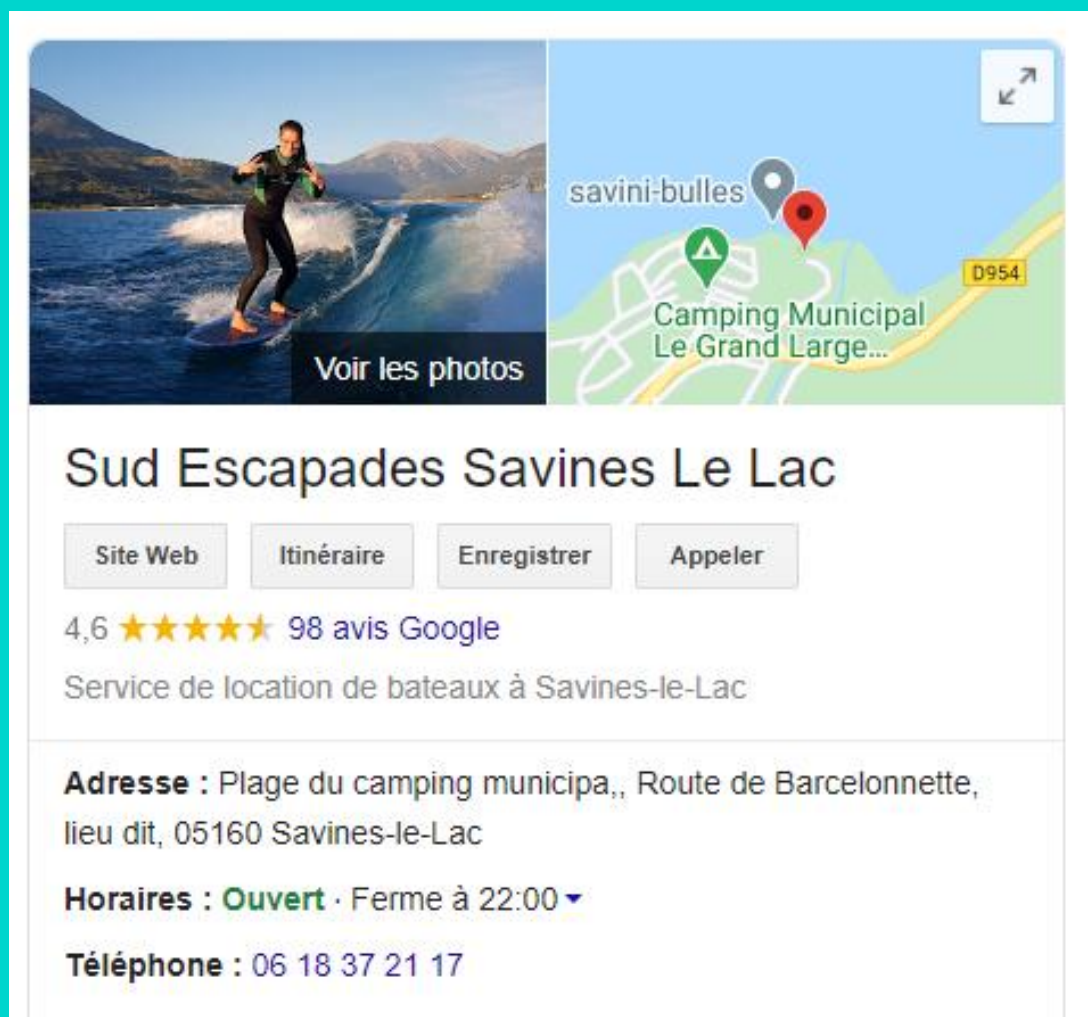 savini-bulles
D954
Camping Municipal
Le Grand Large...
Voir les photos
Sud Escapades Savines Le Lac
Site Web Itinéraire Enregistrer Appeler
4,6 98 avis Google
Service de location de bateaux à Savines-le-Lac
Adresse : Plage du camping municipa,, Route de Barcelonnette,
lieu dit, 05160 Savines-le-Lac
Horaires : Ouvert · Ferme à 22:00
Téléphone : 06 18 37 21 17